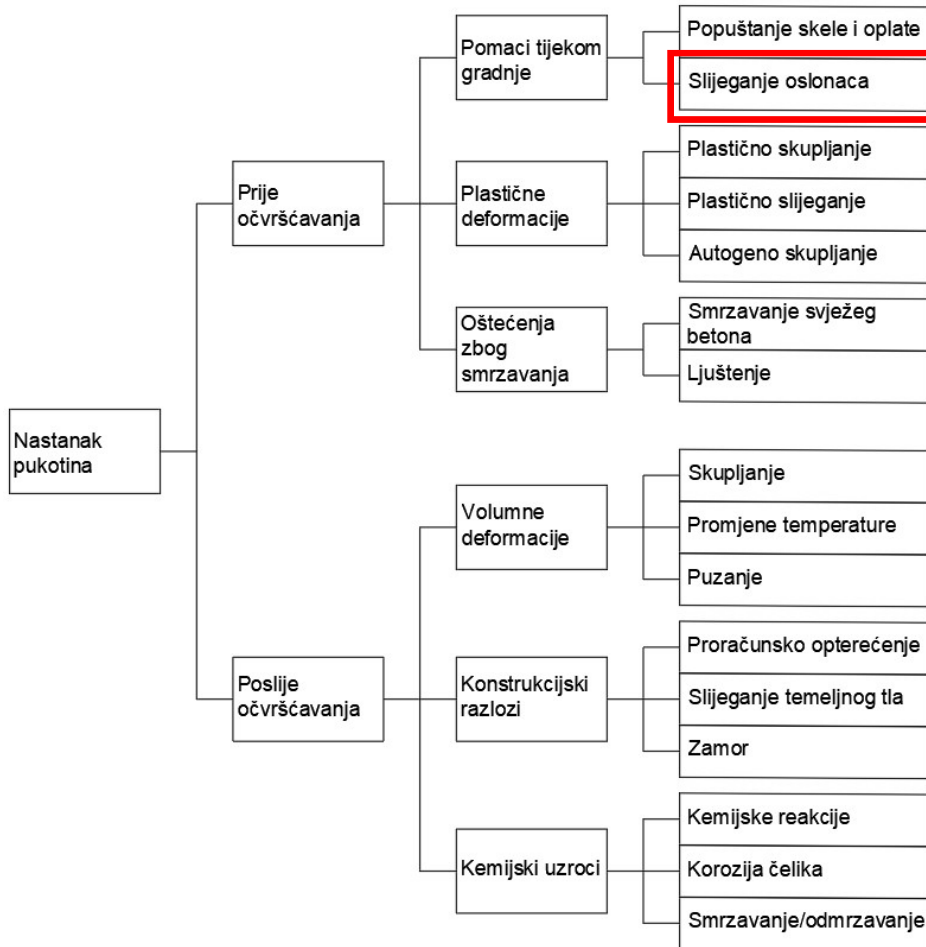 Nastanak
pukotina
Prije
očvršćavanja
Pomaci tijekom
gradnje
Popuštanje skele i oplate
Slijeganje oslonaca
Plastične
deformacije
Plastično skupljanje
Plastično slijeganje
Autogeno skupljanje
Oštećenja
zbog
smrzavanja
Smrzavanje svježeg
betona
Ljuštenje
Poslije
očvršćavanja
Volumne
deformacije
Skupljanje
Promjene temperature
Puzanje
Konstrukcijski
razlozi
Proračunsko opterećenje
Slijeganje temeljnog tla
Zamor
Kemijski uzroci
Kemijske reakcije
Korozija čelika
Smrzavanje/odmrzavanje